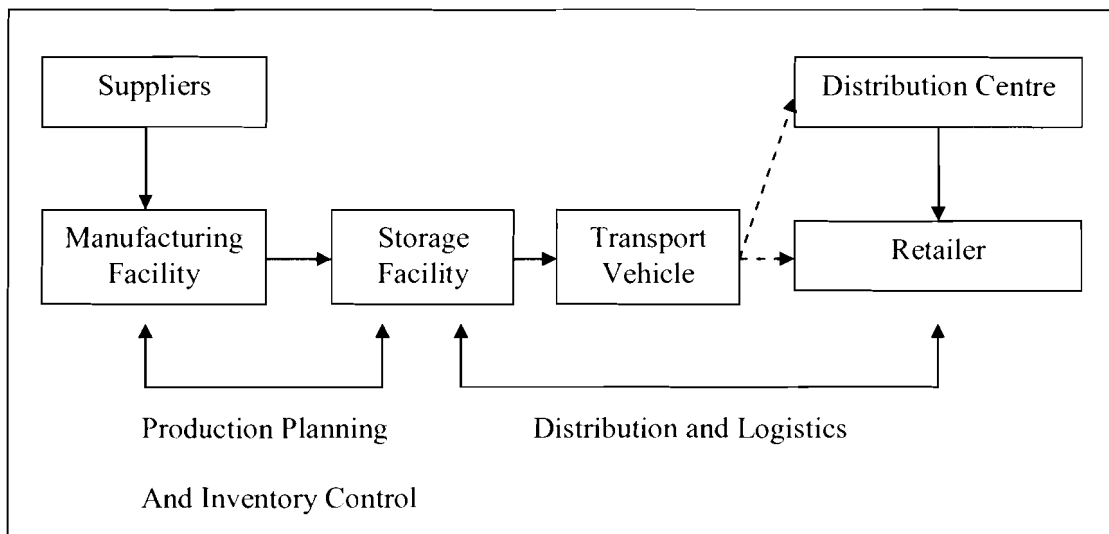 Suppliers
Distribution Centre
Manufacturing
Facility
Storage
Facility
Transport
Vehicle
Retailer
Production Planning
And Inventory Control
Distribution and Logistics